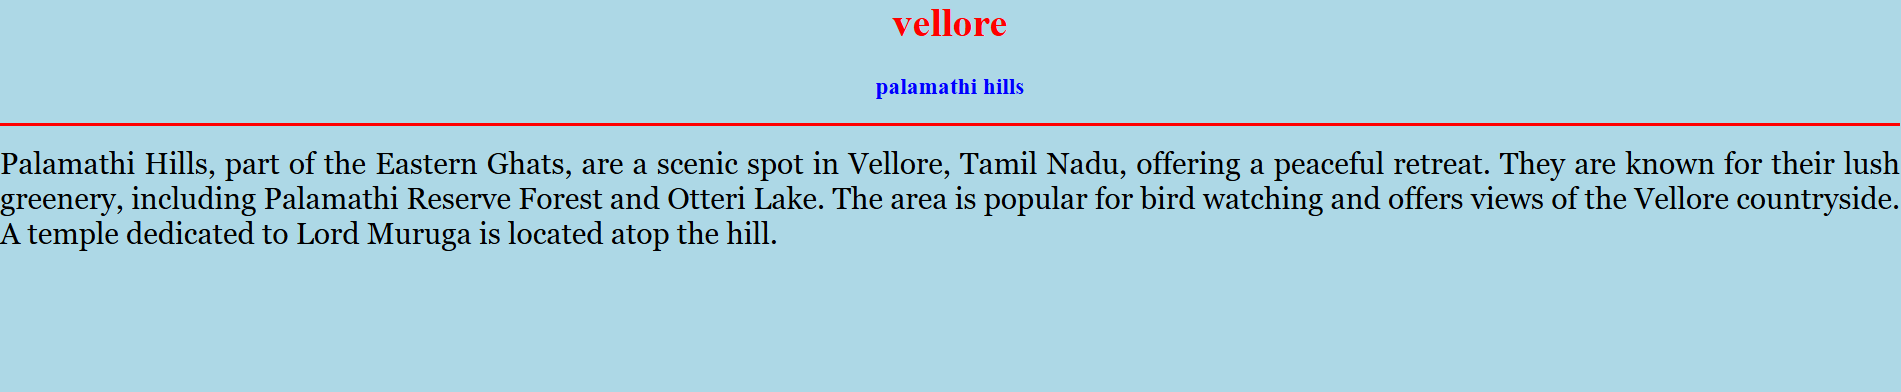 vellore
palamathi hills
Palamathi Hills, part of the Eastern Ghats, are a scenic spot in Vellore, Tamil Nadu, offering a peaceful retreat. They are known for their lush
greenery, including Palamathi Reserve Forest and Otteri Lake. The area is popular for bird watching and offers views of the Vellore countryside.
A temple dedicated to Lord Muruga is located atop the hill.